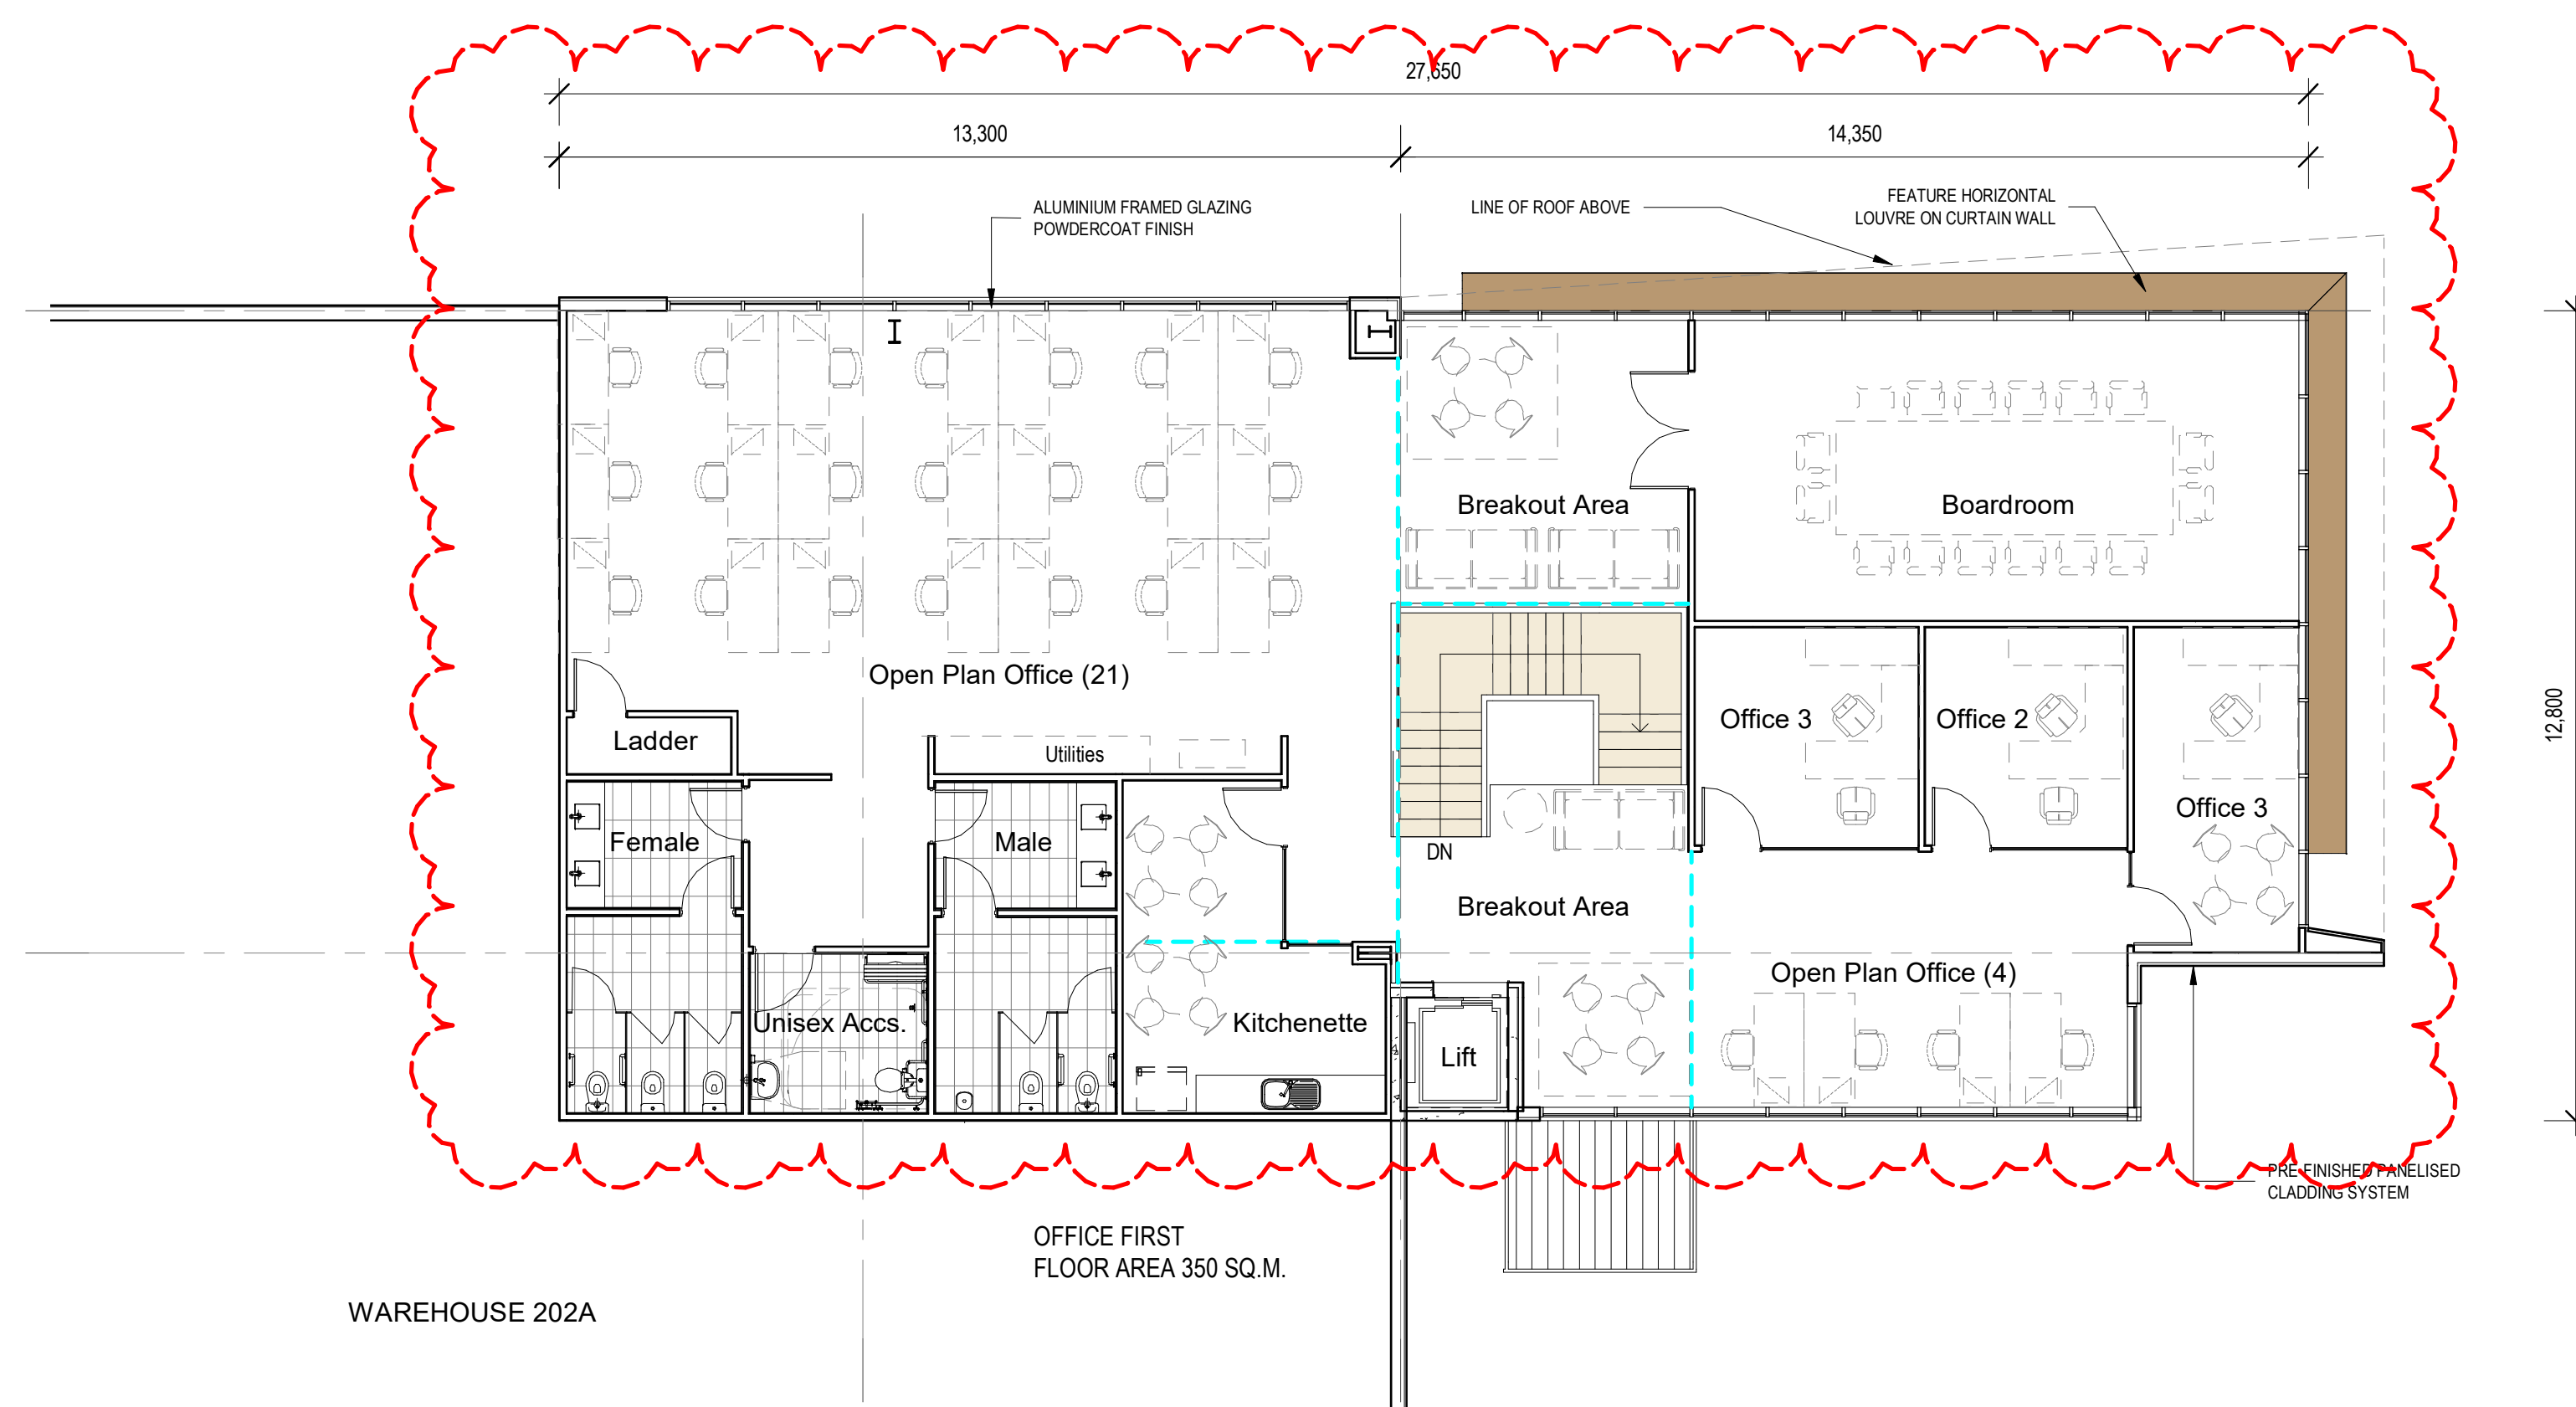 27,650
13,300
14,350
ALUMINIUM FRAMED GLAZING
POWDERCOAT FINISH
LINE OF ROOF ABOVE
FEATURE HORIZONTAL
LOUVRE ON CURTAIN WALL
Breakout Area
Boardroom
Open Plan Office (21)
Ladder
Utilities
Office 3
Office 2
Office 3
12,800
Female
Male
DN
Breakout Area
Open Plan Office (4)
Unisex Accs.
Kitchenette
Lift
PRE FINISHED PANELISED
CLADDING SYSTEM
OFFICE FIRST
FLOOR AREA 350 SQ.M.
WAREHOUSE 202A